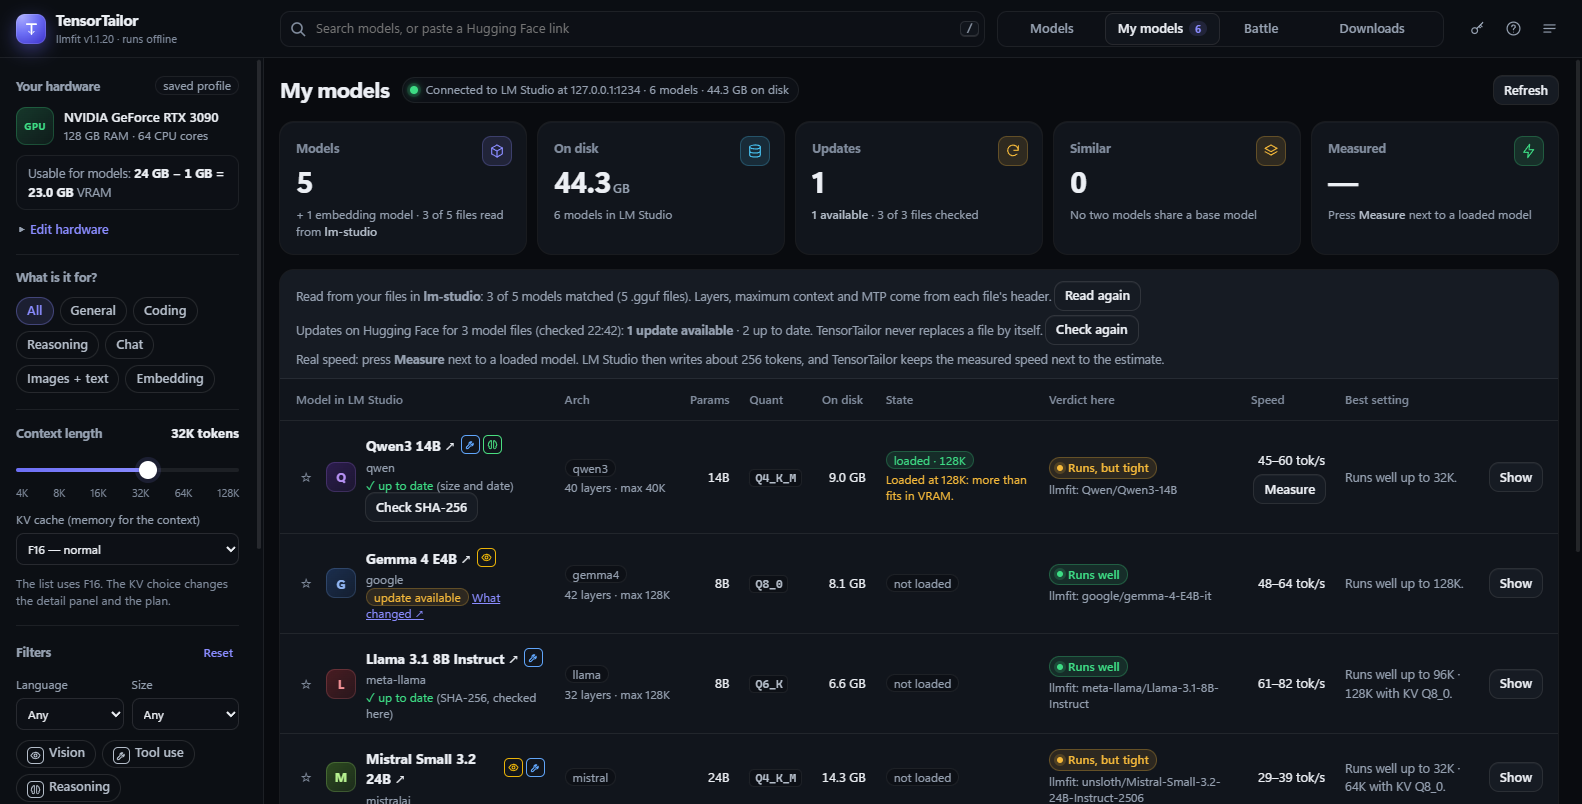 TensorTailor
llmfit v1.1.20 · runs offline
Search models, or paste a Hugging Face link
/
Models
My models 6
Battle
Downloads
Your hardware
saved profile
GPU
NVIDIA GeForce RTX 3090
128 GB RAM · 64 CPU cores
Usable for models: 24 GB − 1 GB =
23.0 GB VRAM
▸ Edit hardware
What is it for?
All
General
Coding
Reasoning
Chat
Images + text
Embedding
Context length
32K tokens
4K 8K 16K 32K 64K 128K
KV cache (memory for the context)
F16 — normal
The list uses F16. The KV choice changes
the detail panel and the plan.
Filters
Reset
Language
Size
Any
Any
Vision
Tool use
Reasoning
My models
Connected to LM Studio at 127.0.0.1:1234 · 6 models · 44.3 GB on disk
Refresh
Models
5
+ 1 embedding model · 3 of 5 files read
from lm-studio
On disk
44.3 GB
6 models in LM Studio
Updates
1
1 available · 3 of 3 files checked
Similar
0
No two models share a base model
Measured
—
Press Measure next to a loaded model
Read from your files in lm-studio: 3 of 5 models matched (5 .gguf files). Layers, maximum context and MTP come from each file's header. Read again
Updates on Hugging Face for 3 model files (checked 22:42): 1 update available · 2 up to date. TensorTailor never replaces a file by itself. Check again
Real speed: press Measure next to a loaded model. LM Studio then writes about 256 tokens, and TensorTailor keeps the measured speed next to the estimate.
Model in LM Studio Arch Params Quant On disk State Verdict here Speed Best setting
Q
Qwen3 14B ↗
qwen
✓ up to date (size and date)
Check SHA-256
qwen3
40 layers · max 40K
14B
Q4_K_M
9.0 GB
loaded · 128K
Loaded at 128K: more than
fits in VRAM.
Runs, but tight
llmfit: Qwen/Qwen3-14B
45–60 tok/s
Measure
Runs well up to 32K.
Show
G
Gemma 4 E4B ↗
google
update available What
changed ↗
gemma4
42 layers · max 128K
8B
Q8_0
8.1 GB
not loaded
Runs well
llmfit: google/gemma-4-E4B-it
48–64 tok/s
Runs well up to 128K.
Show
L
Llama 3.1 8B Instruct ↗
meta-llama
✓ up to date (SHA-256, checked
here)
llama
32 layers · max 128K
8B
Q6_K
6.6 GB
not loaded
Runs well
llmfit: meta-llama/Llama-3.1-8B-
Instruct
61–82 tok/s
Runs well up to 96K ·
128K with KV Q8_0.
Show
M
Mistral Small 3.2
24B ↗
mistralai
mistral
24B
Q4_K_M
14.3 GB
not loaded
Runs, but tight
llmfit: unsloth/Mistral-Small-3.2-
24B-Instruct-2506
29–39 tok/s
Runs well up to 32K ·
64K with KV Q8_0.
Show